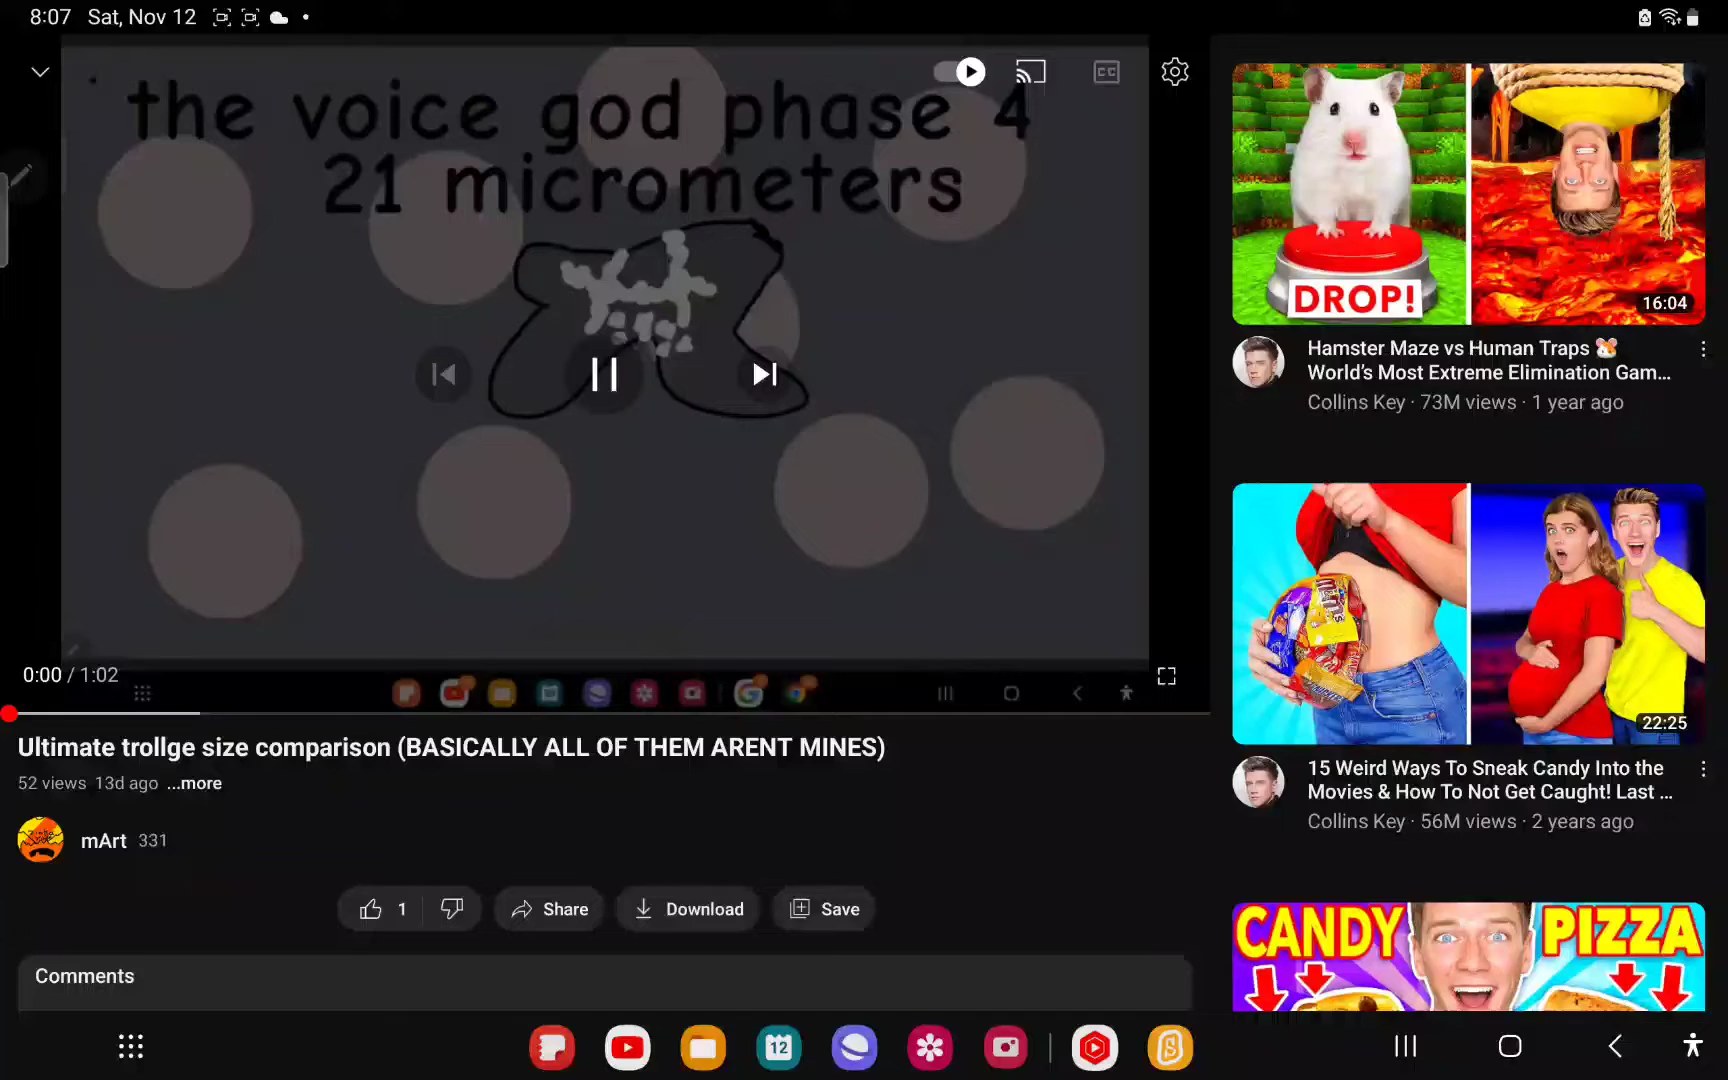 8:07 Sat, Nov 12
the voice god phase 4
21 micrometers
CC
0:00 / 1:02
Ultimate trollge size comparison (BASICALLY ALL OF THEM ARENT MINES)
52 views 13d ago ...more
mArt 331
1
Share
Download
Save
Comments
DROP!
16:04
Hamster Maze vs Human Traps 🐹
World's Most Extreme Elimination Gam...
Collins Key · 73M views · 1 year ago
22:25
15 Weird Ways To Sneak Candy Into the
Movies & How To Not Get Caught! Last ...
Collins Key · 56M views · 2 years ago
CANDY
PIZZA
12